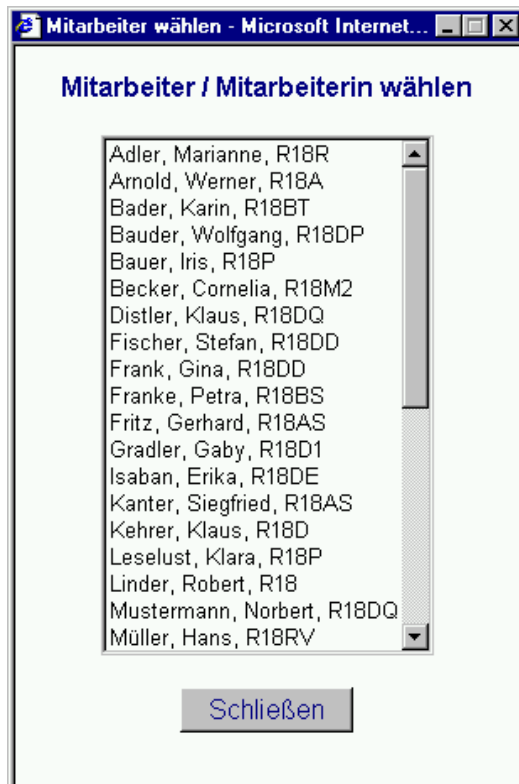 Mitarbeiter wählen - Microsoft Internet...
Mitarbeiter / Mitarbeiterin wählen
Adler, Marianne, R18R
Arnold, Werner, R18A
Bader, Karin, R18BT
Bauder, Wolfgang, R18DP
Bauer, Iris, R18P
Becker, Cornelia, R18M2
Distler, Klaus, R18DQ
Fischer, Stefan, R18DD
Frank, Gina, R18DD
Franke, Petra, R18BS
Fritz, Gerhard, R18AS
Gradler, Gaby, R18D1
Isaban, Erika, R18DE
Kanter, Siegfried, R18AS
Kehrer, Klaus, R18D
Leselust, Klara, R18P
Linder, Robert, R18
Mustermann, Norbert, R18DQ
Müller, Hans, R18RV
Schließen